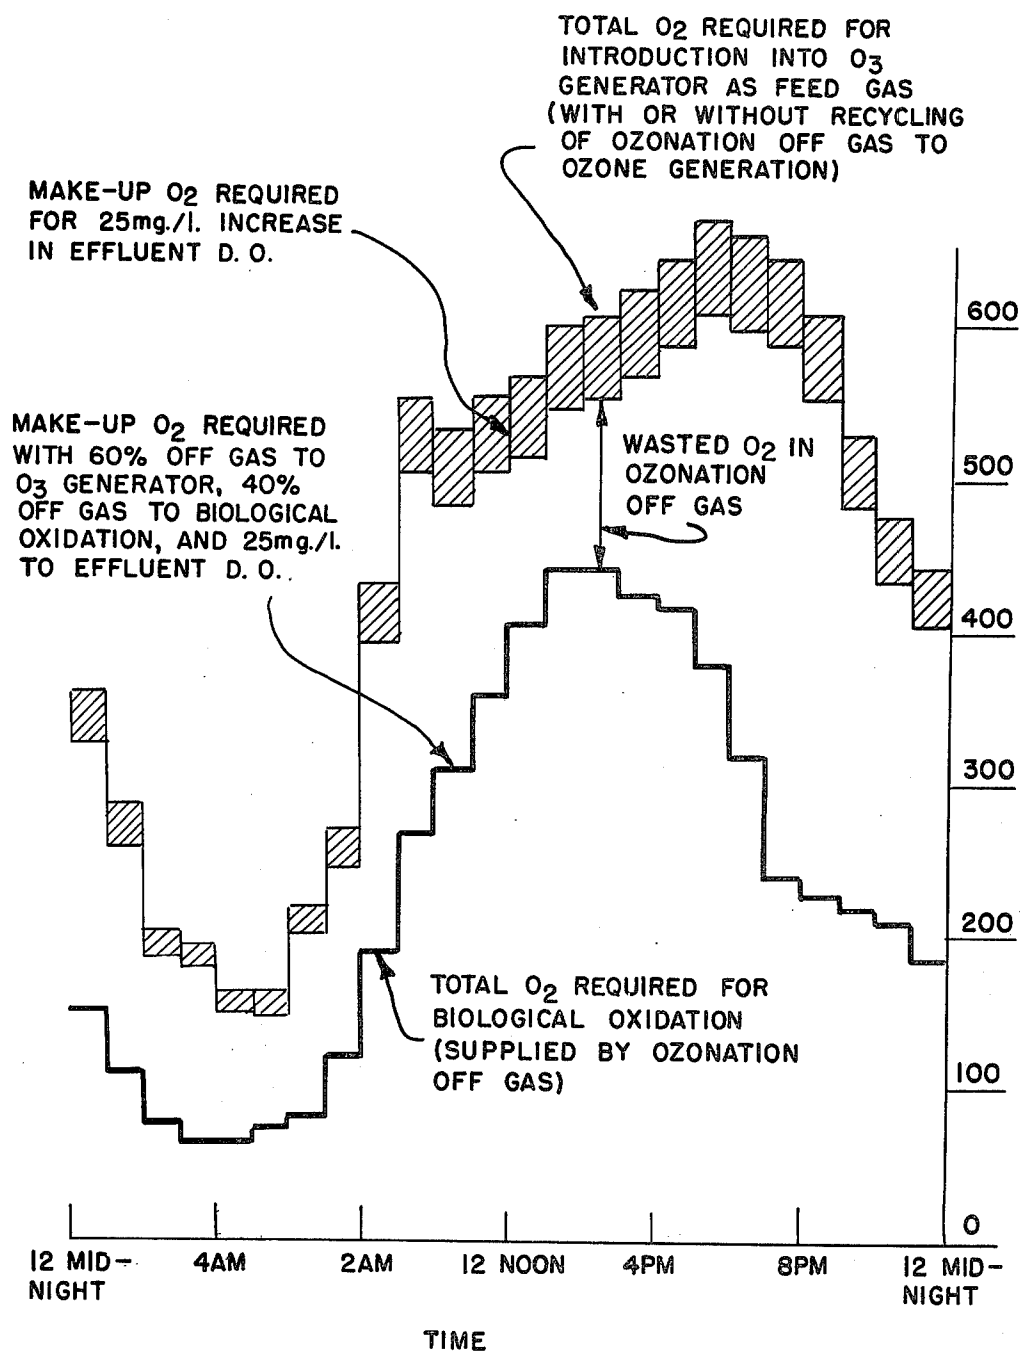 TOTAL O2 REQUIRED FOR
INTRODUCTION INTO O3
GENERATOR AS FEED GAS
(WITH OR WITHOUT RECYCLING
OF OZONATION OFF GAS TO
OZONE GENERATION)
MAKE-UP O2 REQUIRED
FOR 25mg./l. INCREASE
IN EFFLUENT D. O.
MAKE-UP O2 REQUIRED
WITH 60% OFF GAS TO
O3 GENERATOR, 40%
OFF GAS TO BIOLOGICAL
OXIDATION, AND 25mg./l.
TO EFFLUENT D. O.
WASTED O2 IN
OZONATION
OFF GAS
TOTAL O2 REQUIRED FOR
BIOLOGICAL OXIDATION
(SUPPLIED BY OZONATION
OFF GAS)
600
500
400
300
200
100
0
12 MID-
NIGHT
4AM
2AM
12 NOON
4PM
8PM
12 MID-
NIGHT
TIME